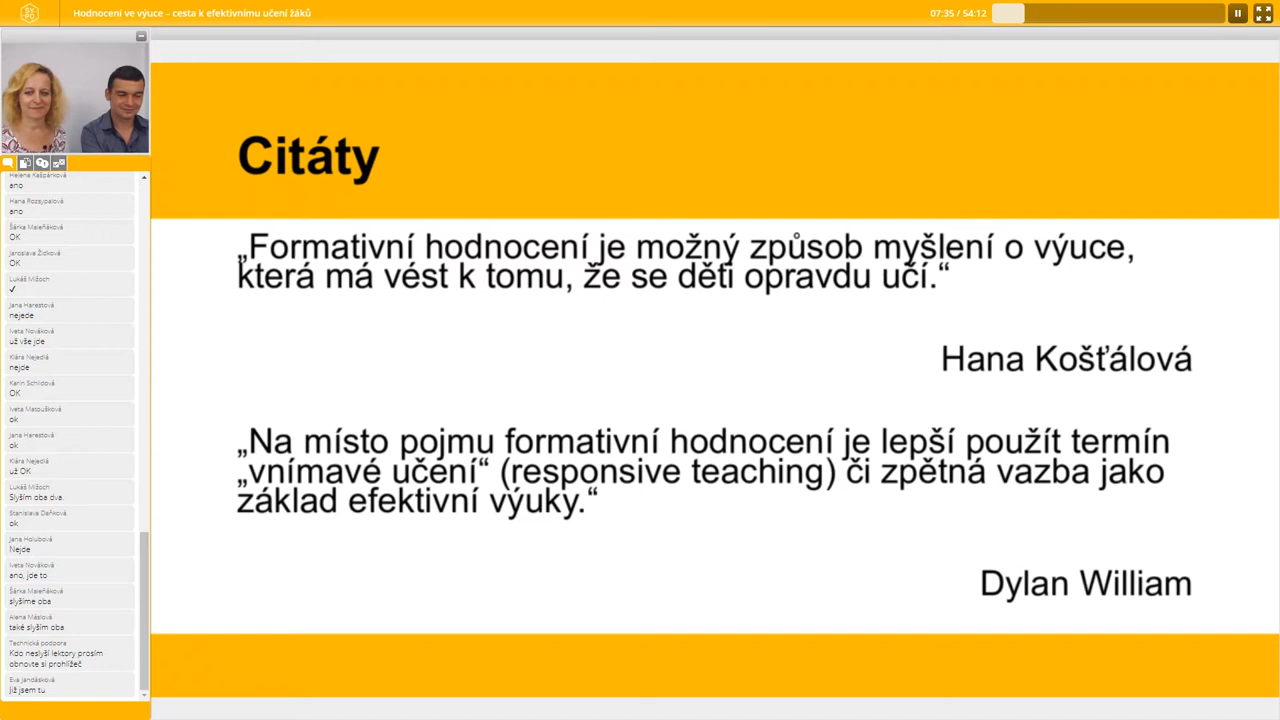 Hodnocení ve výuce – cesta k efektivnímu učení žáků
07:35 / 54:12
Citáty
„Formativní hodnocení je možný způsob myšlení o výuce,
která má vést k tomu, že se děti opravdu učí.“
Hana Košťálová
„Na místo pojmu formativní hodnocení je lepší použít termín
„vnímavé učení“ (responsive teaching) či zpětná vazba jako
základ efektivní výuky.“
Dylan William
Helena Kašpárková
ano
Hana Rozsypalová
ano
Šárka Maleňáková
OK
Jaroslava Židková
OK
Lukáš Mižoch
✓
Jana Harestová
nejede
Iveta Nováková
už vše jde
Klára Nejedlá
nejde
Karin Schildová
OK
Iveta Matoušková
ok
Jana Harestová
ok
Klára Nejedlá
už OK
Lukáš Mižoch
Slyším oba dva.
Stanislava Daňková
ok
Jana Holubová
Nejde
Iveta Nováková
ano, jde to
Šárka Maleňáková
slyšíme oba
Alena Máslová
také slyším oba
Technická podpora
Kdo neslyší lektory prosím
obnovte si prohlížeč
Eva Jandásková
Již jsem tu